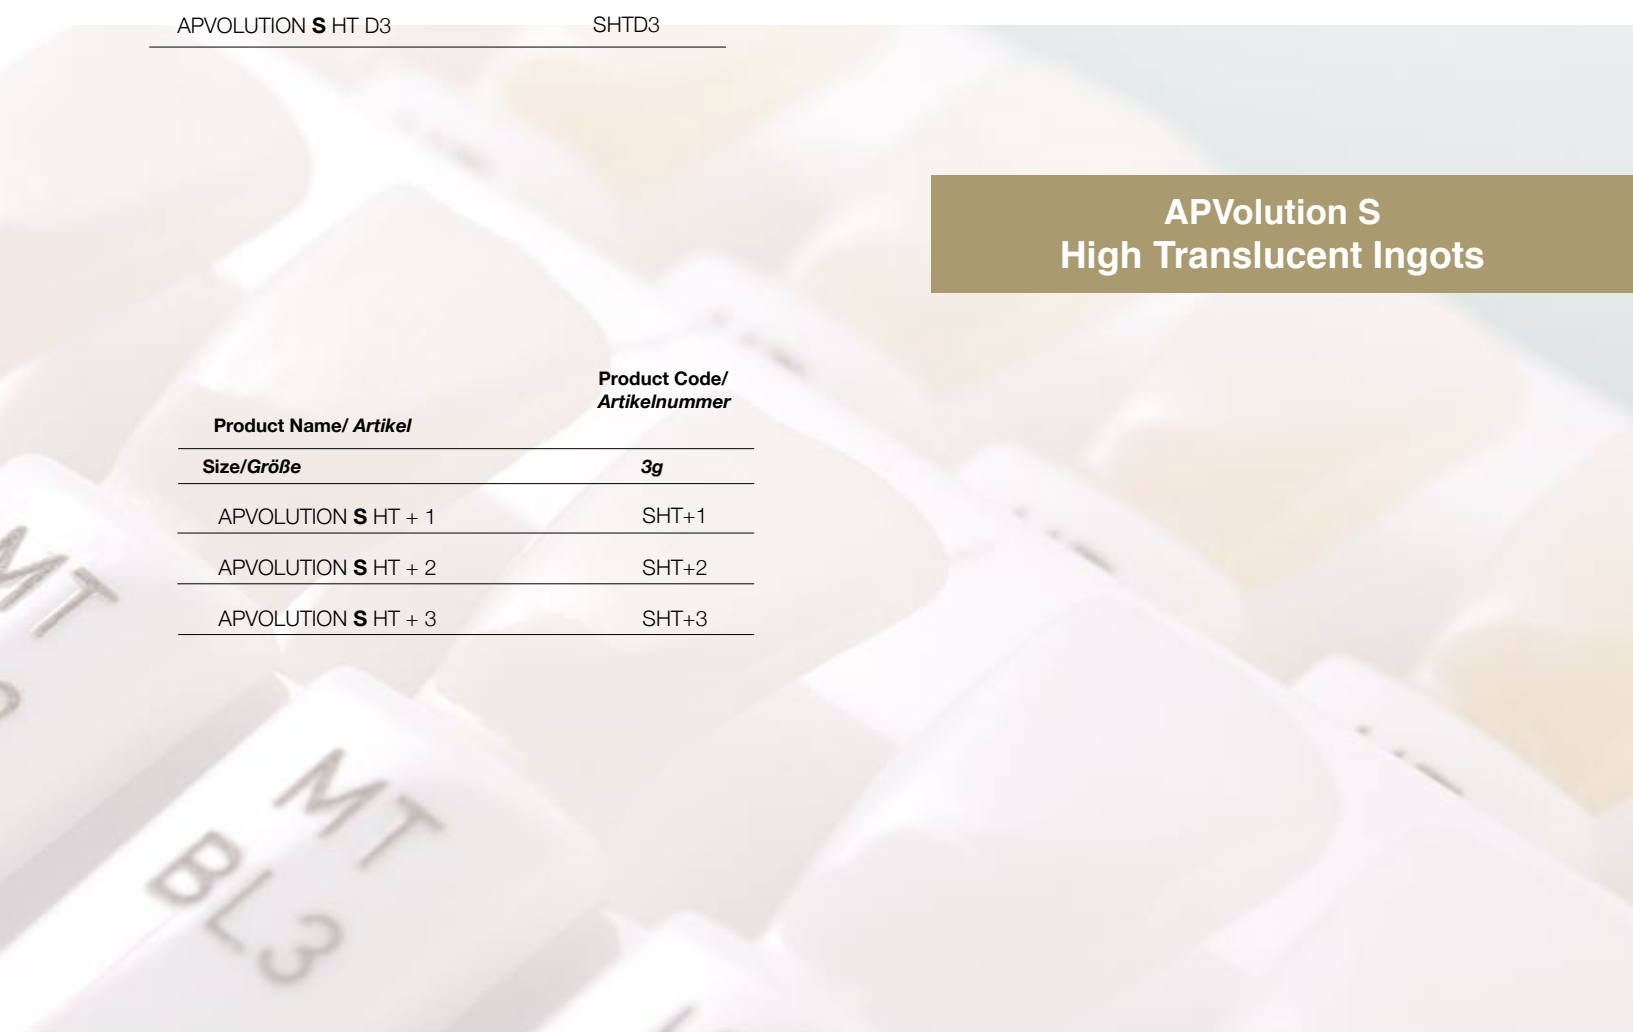 APVOLUTION S HT D3 SHTD3
APVolution S
High Translucent Ingots
Product Code/
Artikelnummer
Product Name/ Artikel
Size/Größe 3g
APVOLUTION S HT + 1 SHT+1
APVOLUTION S HT + 2 SHT+2
APVOLUTION S HT + 3 SHT+3
MT
MT
BL3